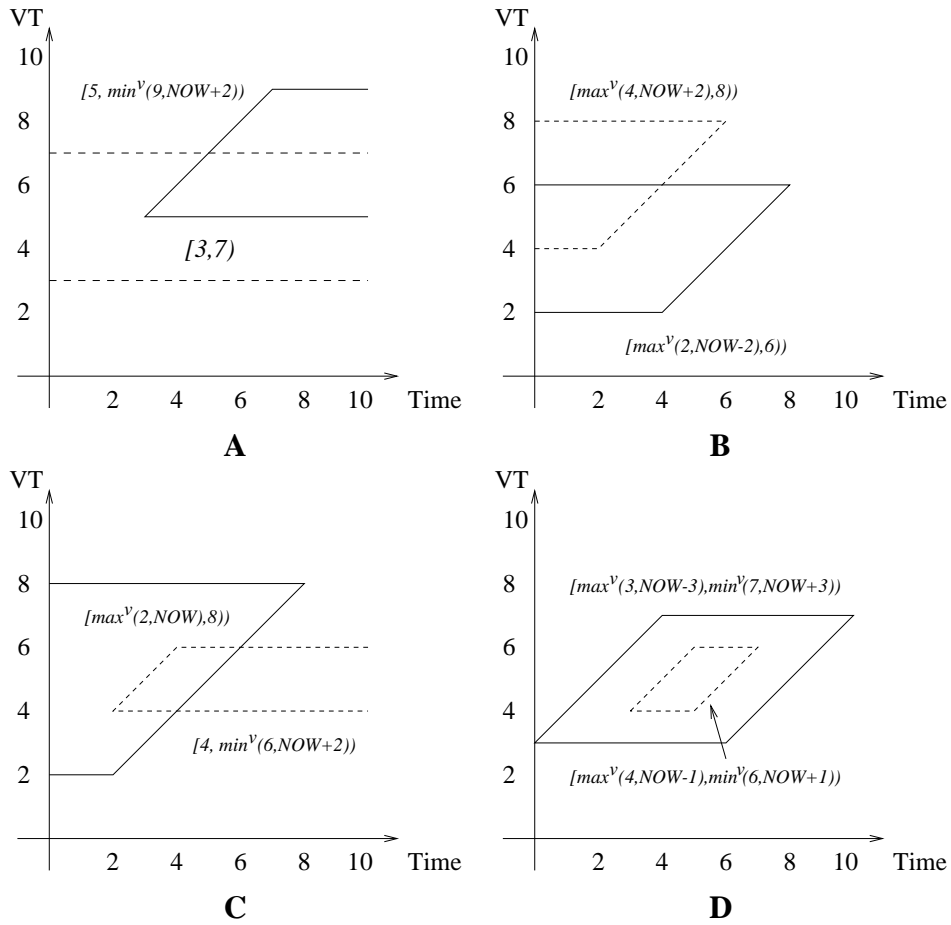 VT
10
[5, min^v(9,NOW+2))
8
6
[3,7)
4
2
2 4 6 8 10 Time
A
VT
10
[max^v(4,NOW+2),8))
8
6
4
2
[max^v(2,NOW-2),6))
2 4 6 8 10 Time
B
VT
10
8
[max^v(2,NOW),8))
6
4
[4, min^v(6,NOW+2))
2
2 4 6 8 10 Time
C
VT
10
8
[max^v(3,NOW-3),min^v(7,NOW+3))
6
4
2
[max^v(4,NOW-1),min^v(6,NOW+1))
2 4 6 8 10 Time
D